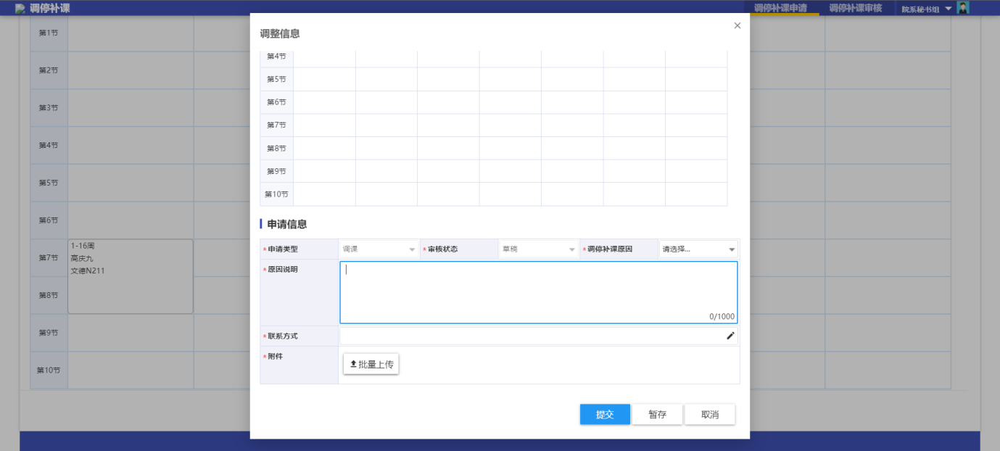 调停补课
调停补课申请
调停补课审核
院系秘书组
第1节
第2节
第3节
第4节
第5节
第6节
第7节
1-16周
高庆九
文德N211
第8节
第9节
第10节
调整信息
第4节
第5节
第6节
第7节
第8节
第9节
第10节
申请信息
*申请类型 调课 *审核状态 草稿 *调停补课原因 请选择...
*原因说明
0/1000
*联系方式
*附件
批量上传
提交 暂存 取消